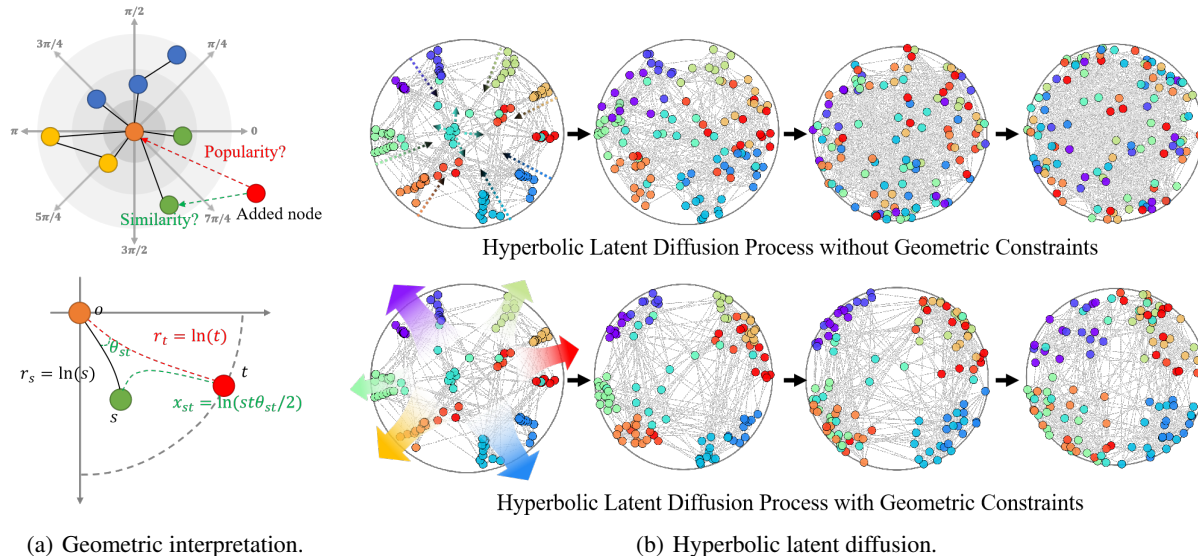 π/2
3π/4
π/4
π
0
Popularity?
Similarity?
Added node
5π/4
7π/4
3π/2
o
r_t = ln(t)
θ_st
r_s = ln(s)
t
x_st = ln(stθ_st/2)
s
(a) Geometric interpretation.
Hyperbolic Latent Diffusion Process without Geometric Constraints
Hyperbolic Latent Diffusion Process with Geometric Constraints
(b) Hyperbolic latent diffusion.